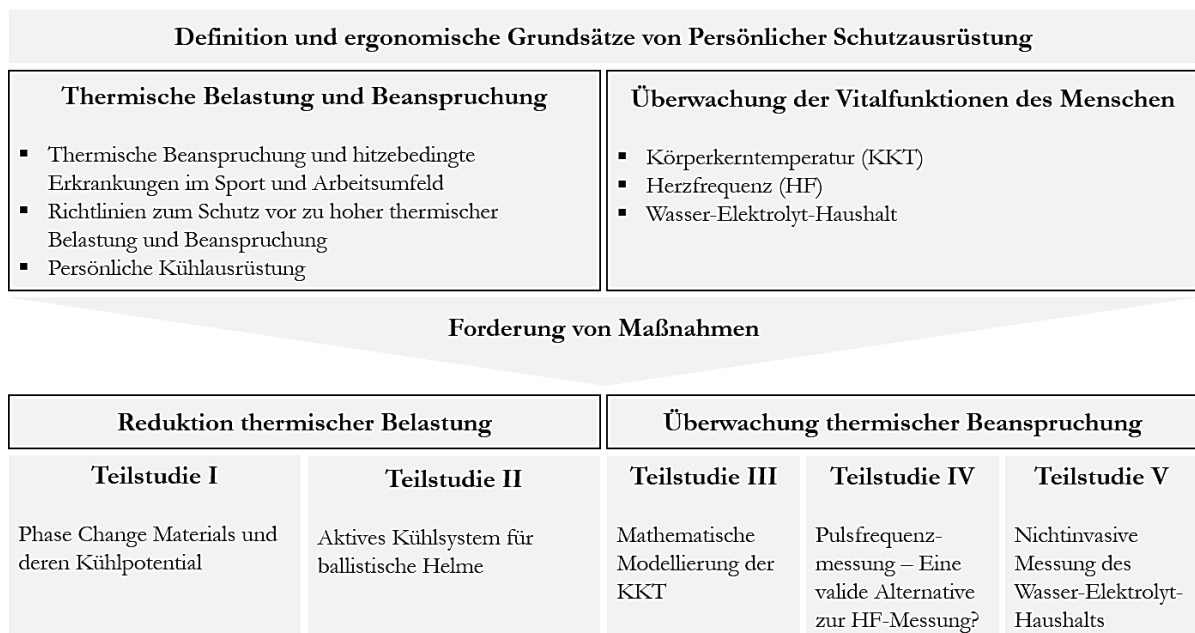 Definition und ergonomische Grundsätze von Persönlicher Schutzausrüstung
Thermische Belastung und Beanspruchung
▪ Thermische Beanspruchung und hitzebedingte
Erkrankungen im Sport und Arbeitsumfeld
▪ Richtlinien zum Schutz vor zu hoher thermischer
Belastung und Beanspruchung
▪ Persönliche Kühlausrüstung
Überwachung der Vitalfunktionen des Menschen
▪ Körperkerntemperatur (KKT)
▪ Herzfrequenz (HF)
▪ Wasser-Elektrolyt-Haushalt
Forderung von Maßnahmen
Reduktion thermischer Belastung
Überwachung thermischer Beanspruchung
Teilstudie I
Phase Change Materials und
deren Kühlpotential
Teilstudie II
Aktives Kühlsystem für
ballistische Helme
Teilstudie III
Mathematische
Modellierung der
KKT
Teilstudie IV
Pulsfrequenz-
messung – Eine
valide Alternative
zur HF-Messung?
Teilstudie V
Nichtinvasive
Messung des
Wasser-Elektrolyt-
Haushalts